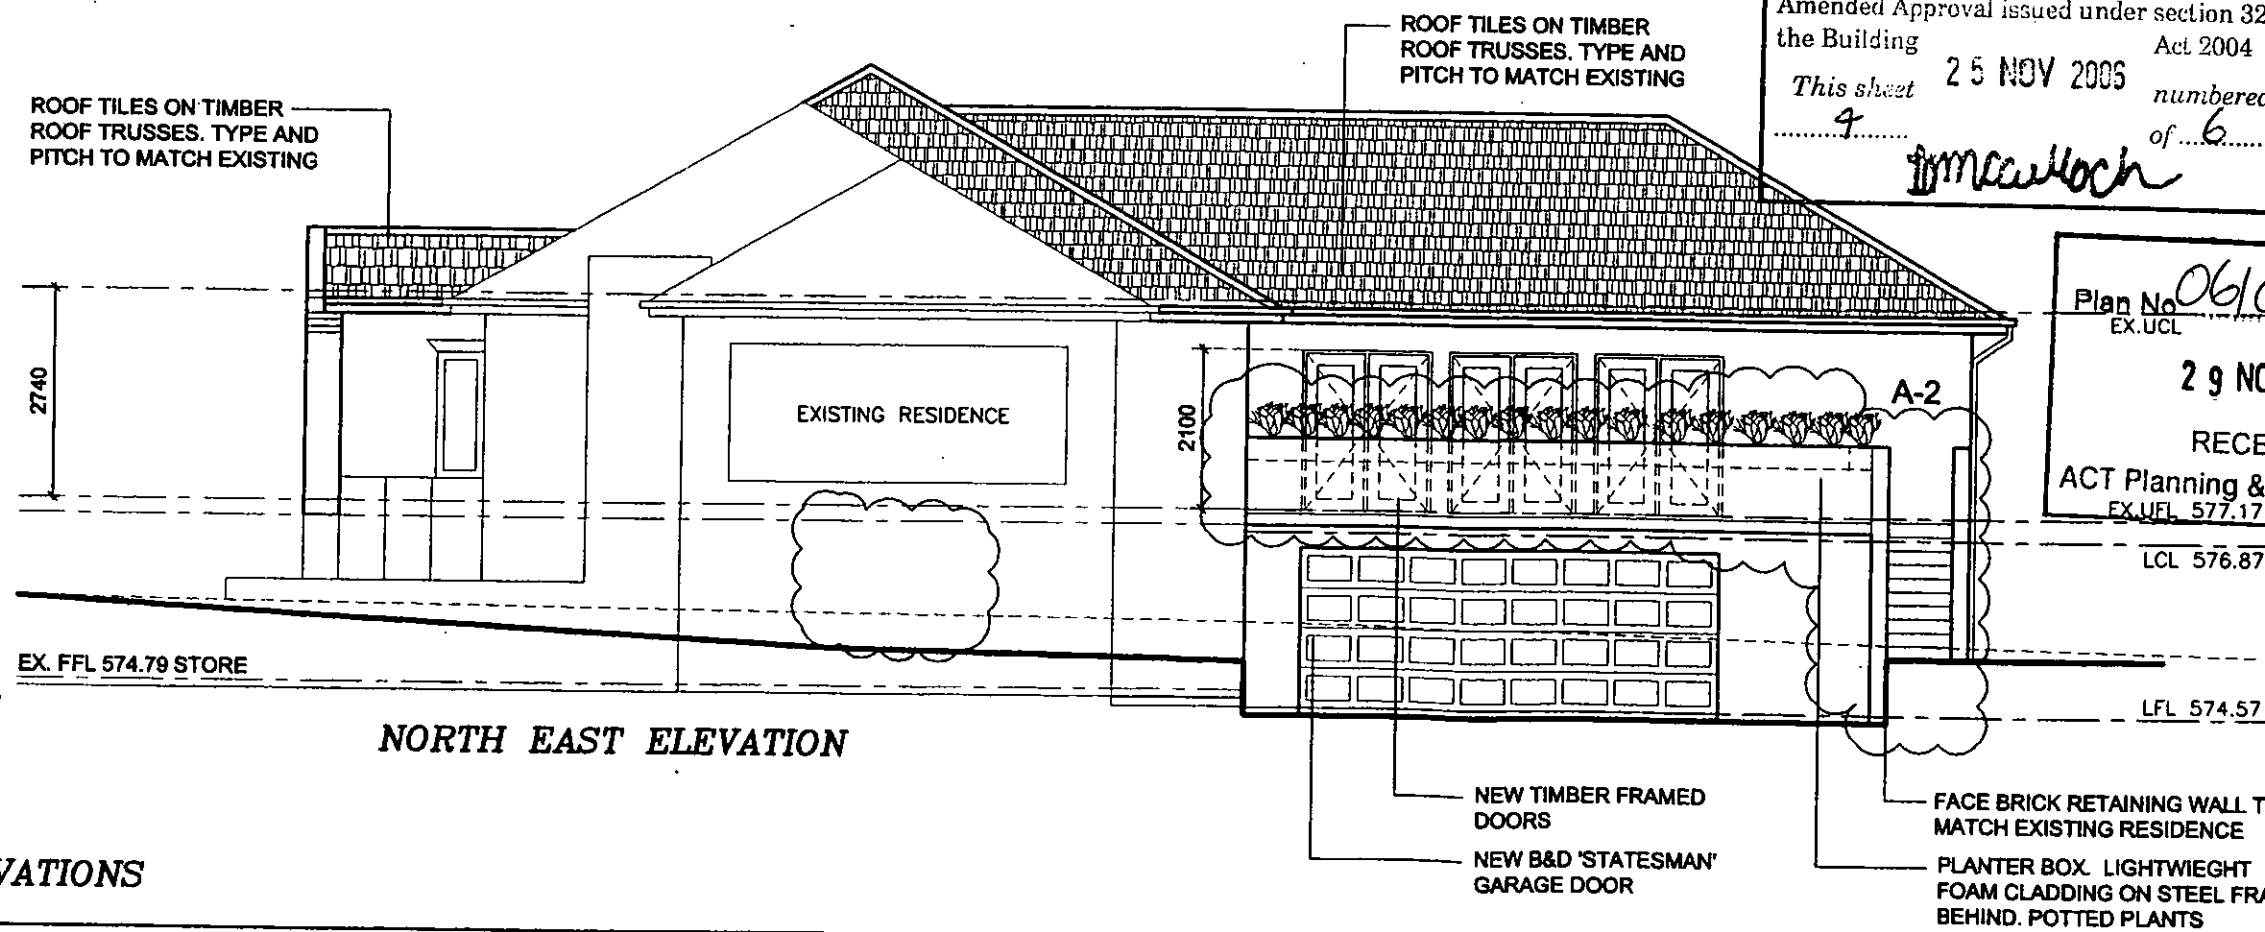 ROOF TILES ON TIMBER
ROOF TRUSSES. TYPE AND
PITCH TO MATCH EXISTING
ROOF TILES ON TIMBER
ROOF TRUSSES. TYPE AND
PITCH TO MATCH EXISTING
Amended Approval issued under section 32
the Building Act 2004
This sheet 25 NOV 2006 numbered
4 of 6
Plan No 061
EX.UCL
29 NO
RECE
ACT Planning &
EX.UFL 577.17
LCL 576.87
LFL 574.57
2740
EXISTING RESIDENCE
2100
A-2
EX. FFL 574.79 STORE
NORTH EAST ELEVATION
NEW TIMBER FRAMED
DOORS
NEW B&D 'STATESMAN'
GARAGE DOOR
FACE BRICK RETAINING WALL T
MATCH EXISTING RESIDENCE
PLANTER BOX. LIGHTWIEGHT
FOAM CLADDING ON STEEL FRA
BEHIND. POTTED PLANTS
VATIONS